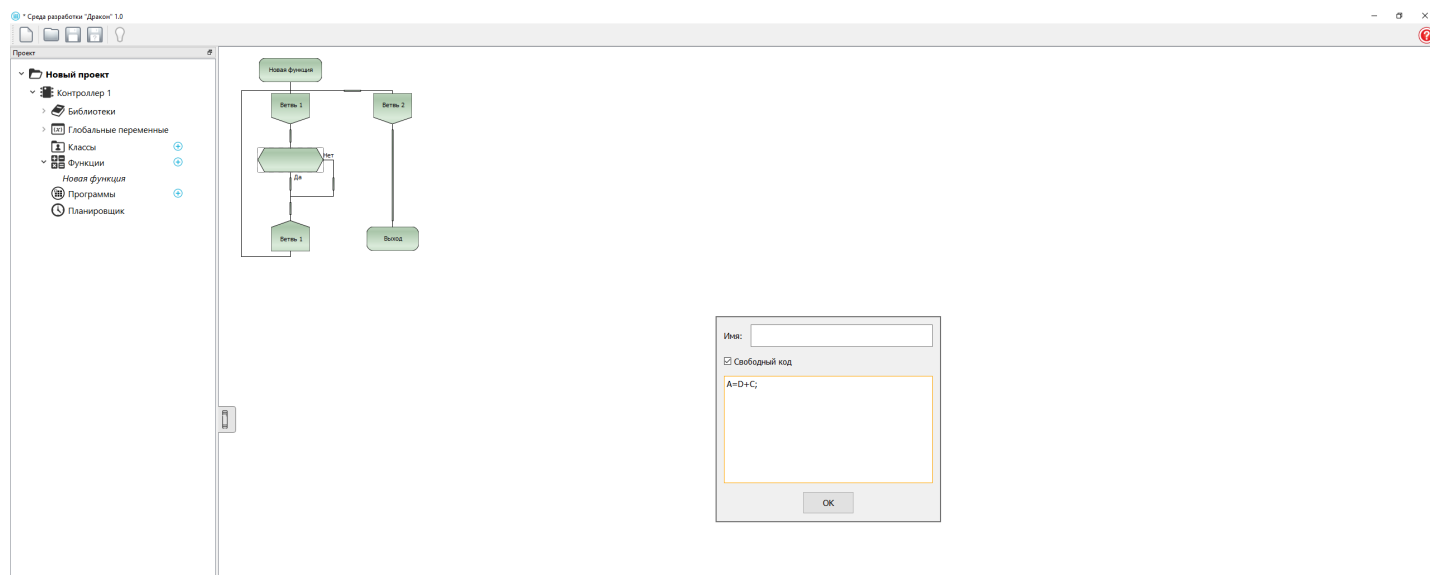 * Среда разработки "Дракон" 1.0
Проект
Новый проект
Контроллер 1
Библиотеки
(x) Глобальные переменные
Классы
Функции
Новая функция
Программы
Планировщик
Новая функция
Ветвь 1
Ветвь 2
Нет
Да
Ветвь 1
Выход
Имя:
Свободный код
A=D+C;
OK